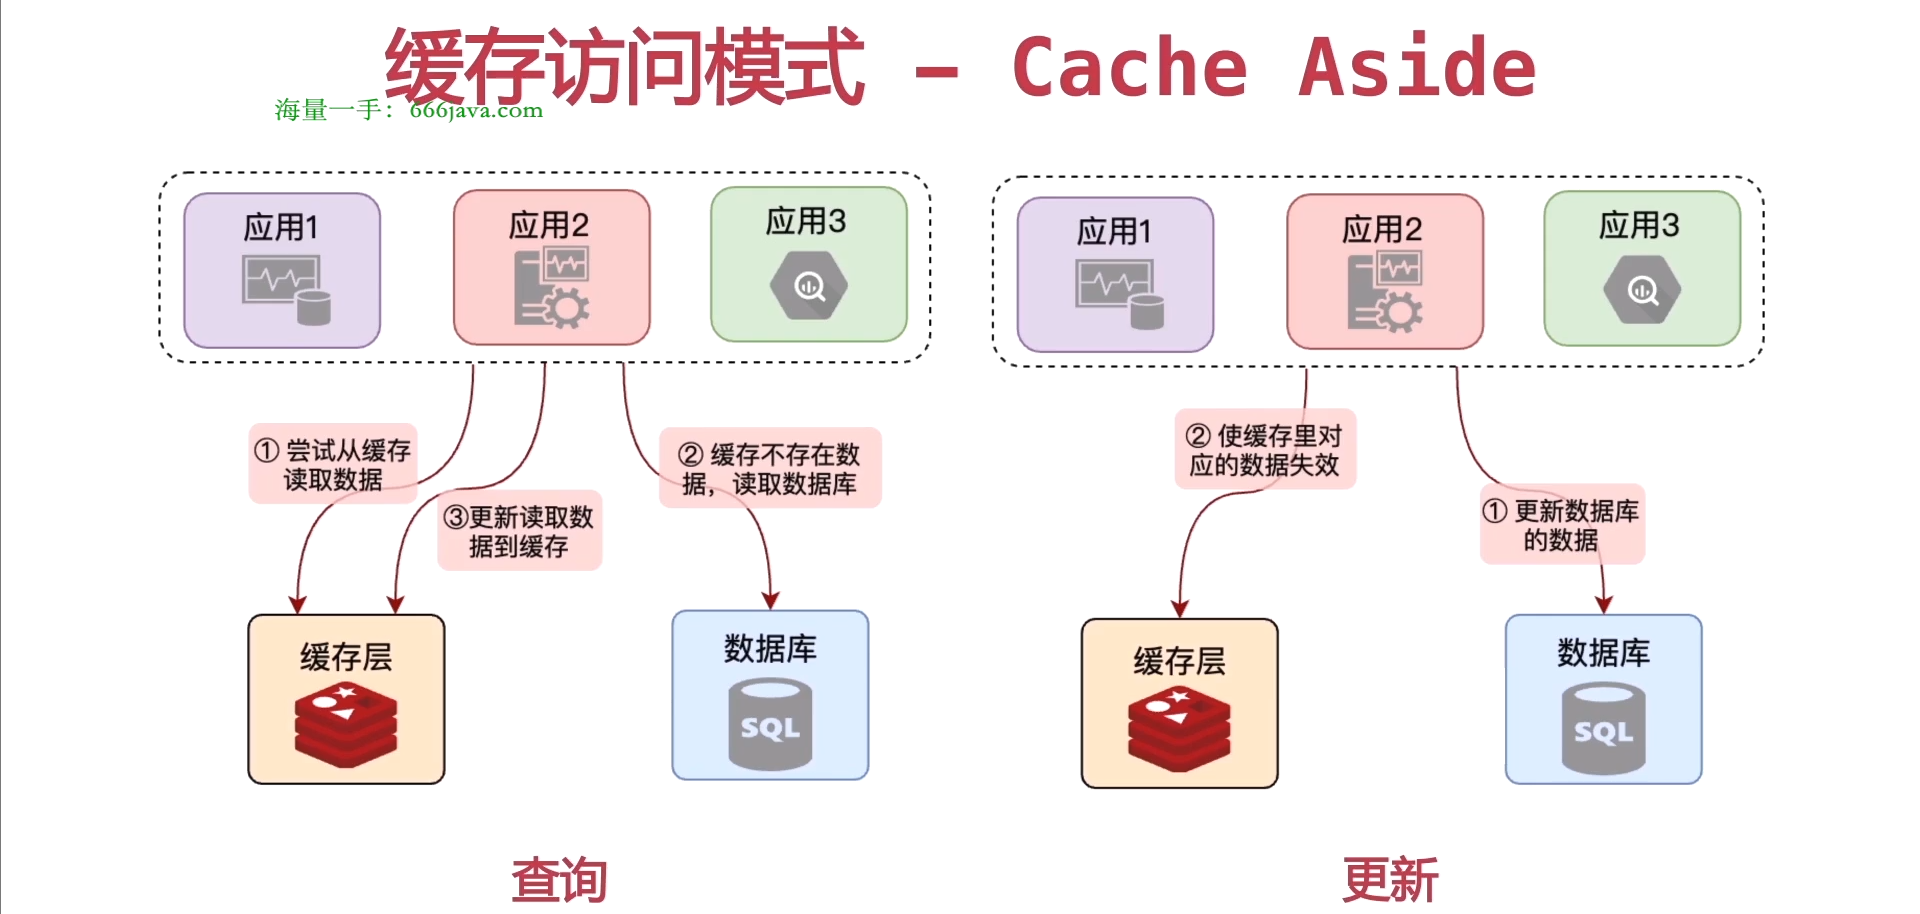 缓存访问模式 - Cache Aside
海量一手：666java.com
应用1
应用2
应用3
① 尝试从缓存
读取数据
③更新读取数
据到缓存
② 缓存不存在数
据，读取数据库
缓存层
数据库
SQL
查询
应用1
应用2
应用3
② 使缓存里对
应的数据失效
① 更新数据库
的数据
缓存层
数据库
SQL
更新